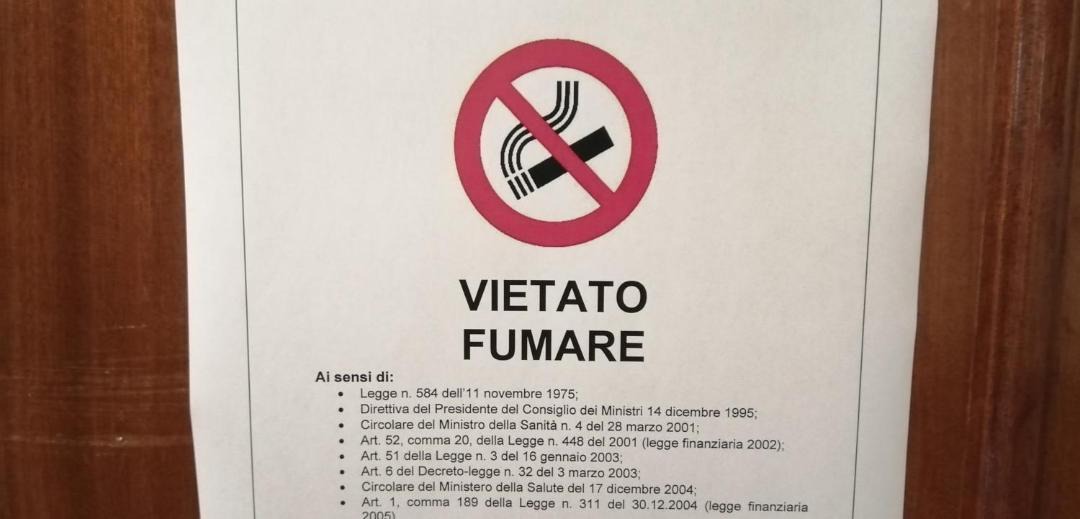 VIETATO
FUMARE
Ai sensi di:
• Legge n. 584 dell'11 novembre 1975;
• Direttiva del Presidente del Consiglio dei Ministri 14 dicembre 1995;
• Circolare del Ministro della Sanità n. 4 del 28 marzo 2001;
• Art. 52, comma 20, della Legge n. 448 del 2001 (legge finanziaria 2002);
• Art. 51 della Legge n. 3 del 16 gennaio 2003;
• Art. 6 del Decreto-legge n. 32 del 3 marzo 2003;
• Circolare del Ministero della Salute del 17 dicembre 2004;
• Art. 1, comma 189 della Legge n. 311 del 30.12.2004 (legge finanziaria
2005)